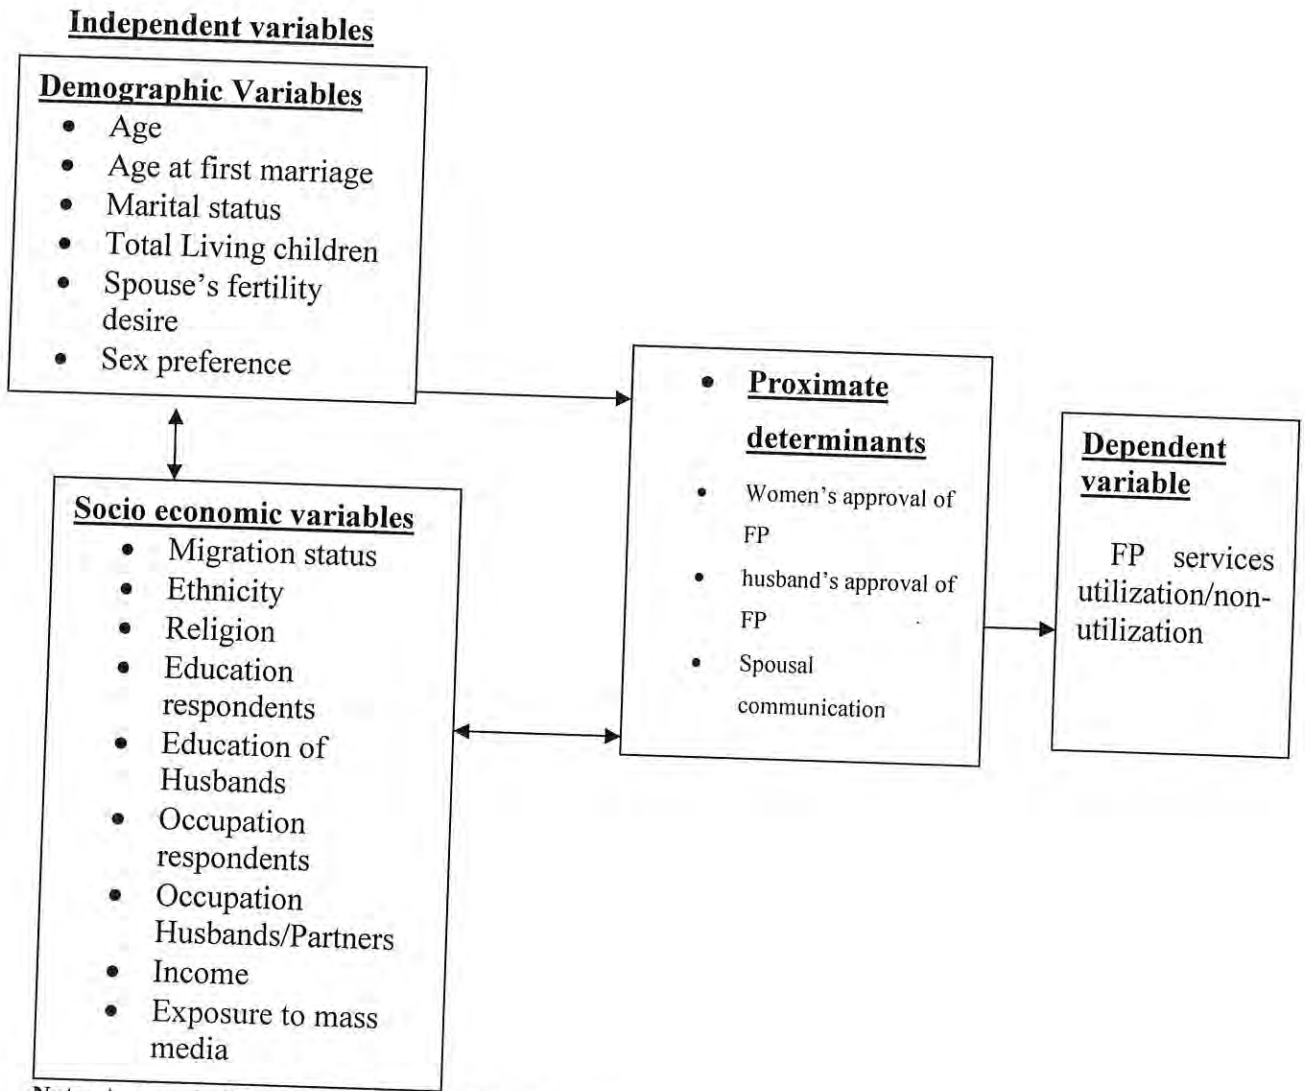 Independent variables
Demographic Variables
• Age
• Age at first marriage
• Marital status
• Total Living children
• Spouse's fertility
desire
• Sex preference
Socio economic variables
• Migration status
• Ethnicity
• Religion
• Education
respondents
• Education of
Husbands
• Occupation
respondents
• Occupation
Husbands/Partners
• Income
• Exposure to mass
media
• Proximate
determinants
• Women's approval of
FP
• husband's approval of
FP
• Spousal
communication
Dependent
variable
FP services
utilization/non-
utilization